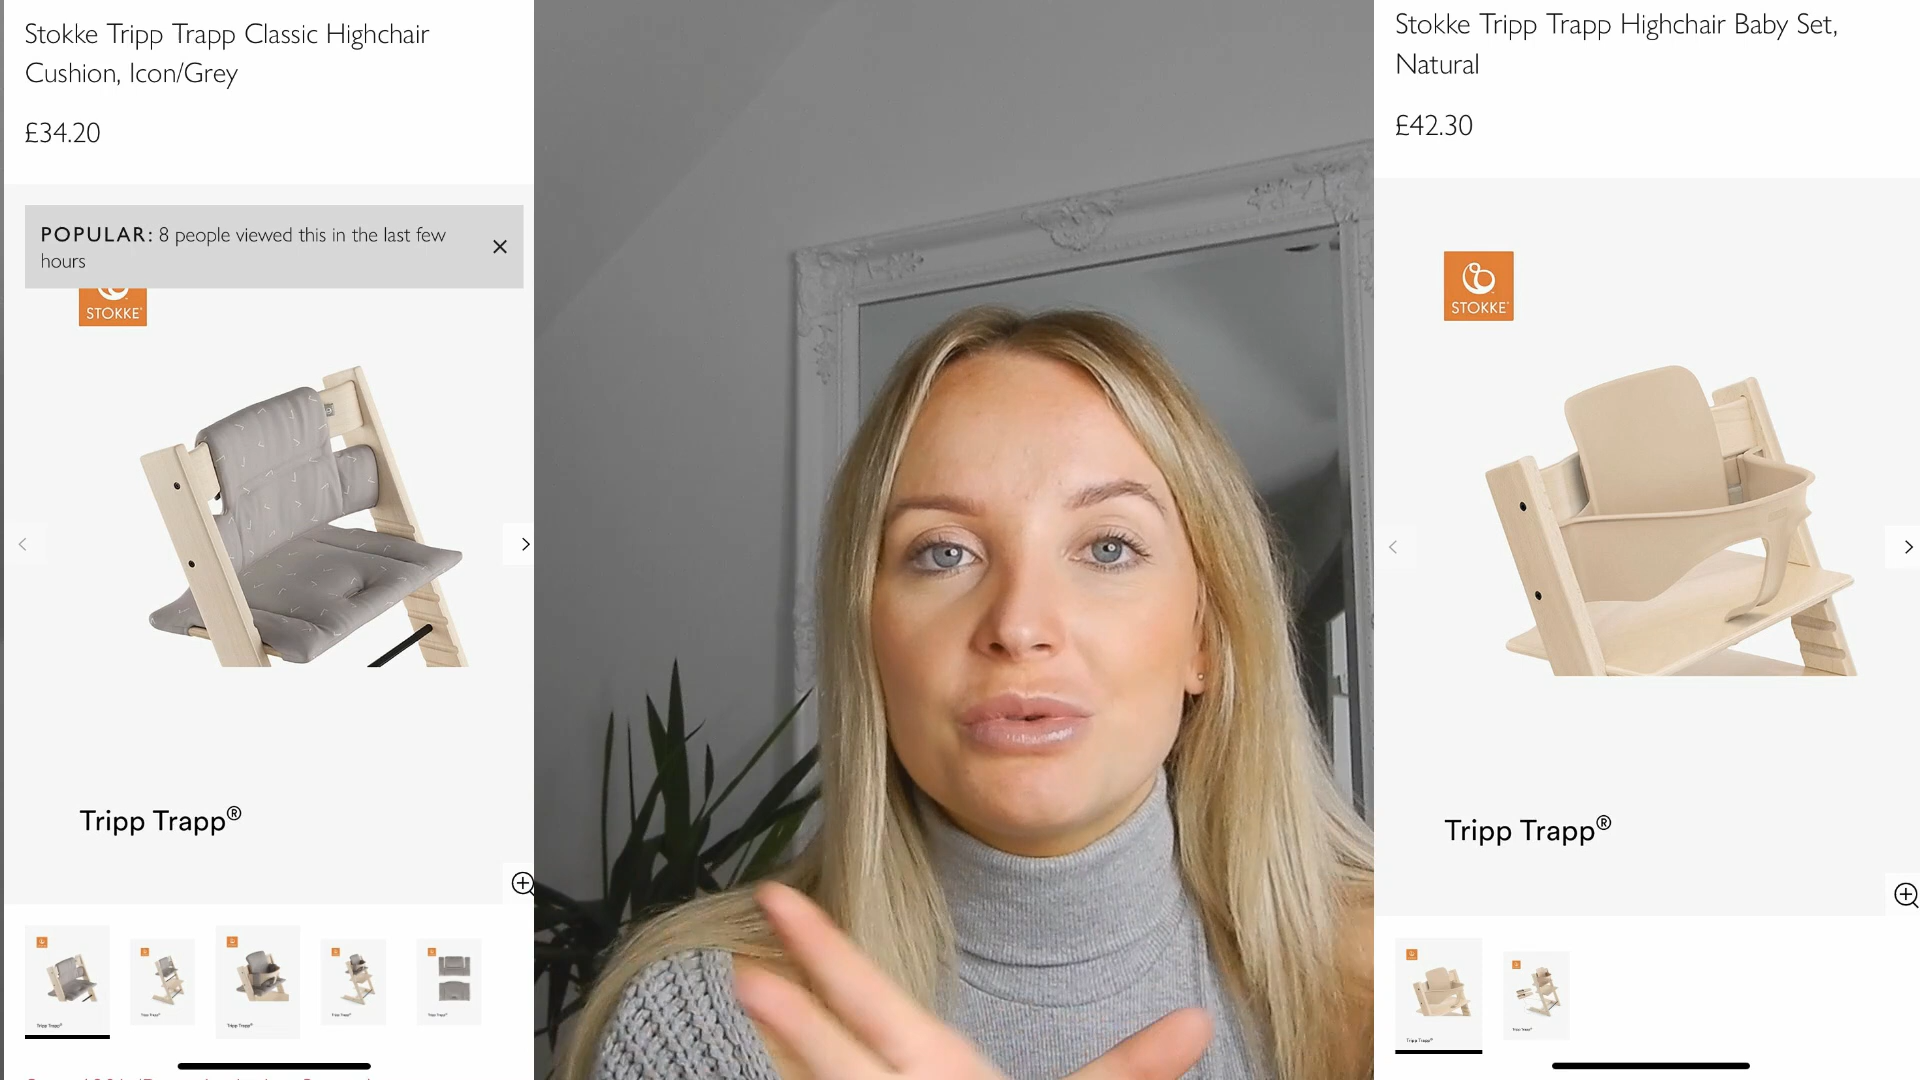 Stokke Tripp Trapp Classic Highchair
Cushion, Icon/Grey
£34.20
POPULAR: 8 people viewed this in the last few
hours
STOKKE
Tripp Trapp®
Stokke Tripp Trapp Highchair Baby Set,
Natural
£42.30
STOKKE
Tripp Trapp®